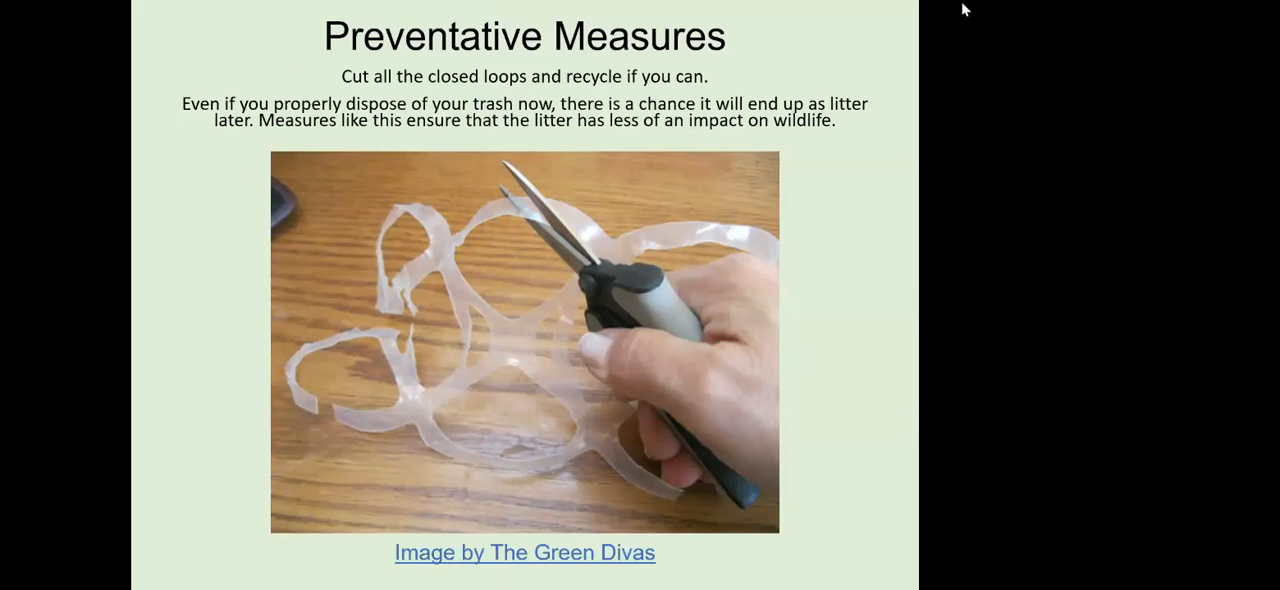 Preventative Measures
Cut all the closed loops and recycle if you can.
Even if you properly dispose of your trash now, there is a chance it will end up as litter
later. Measures like this ensure that the litter has less of an impact on wildlife.
Image by The Green Divas